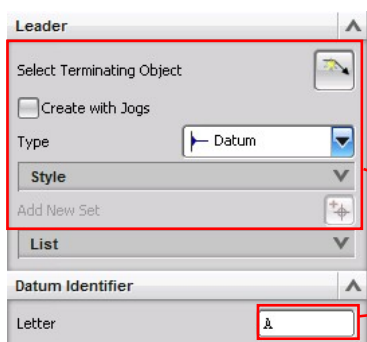 Leader
Select Terminating Object
Create with Jogs
Type
Datum
Style
Add New Set
List
Datum Identifier
Letter
A